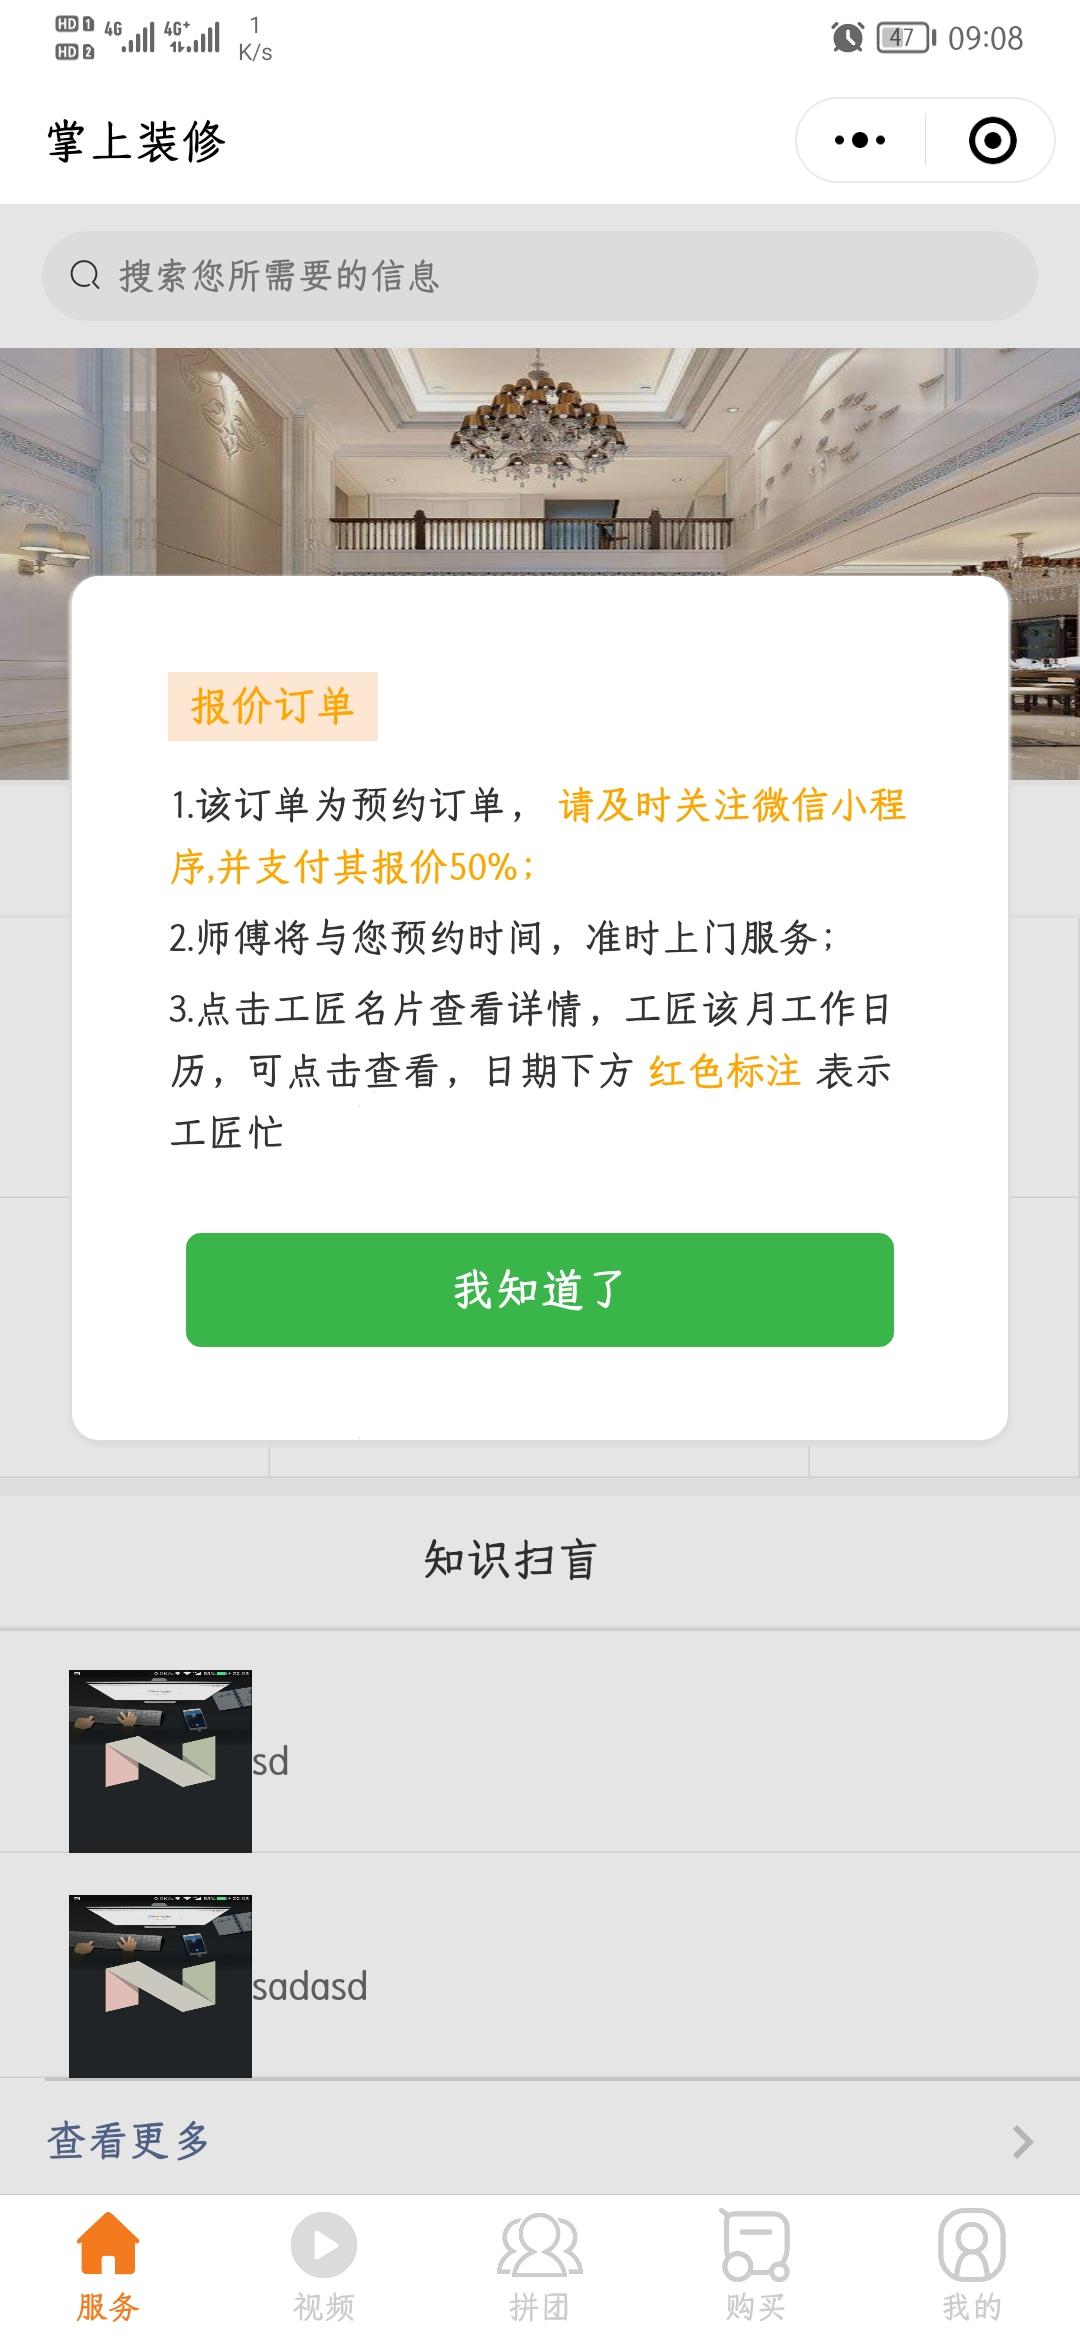 HD 1 4G 4G+ 1
HD 2 K/s
47 09:08
掌上装修
搜索您所需要的信息
报价订单
1.该订单为预约订单， 请及时关注微信小程
序,并支付其报价50%；
2.师傅将与您预约时间，准时上门服务；
3.点击工匠名片查看详情，工匠该月工作日
历，可点击查看，日期下方 红色标注 表示
工匠忙
我知道了
知识扫盲
sd
sadasd
查看更多
服务 视频 拼团 购买 我的